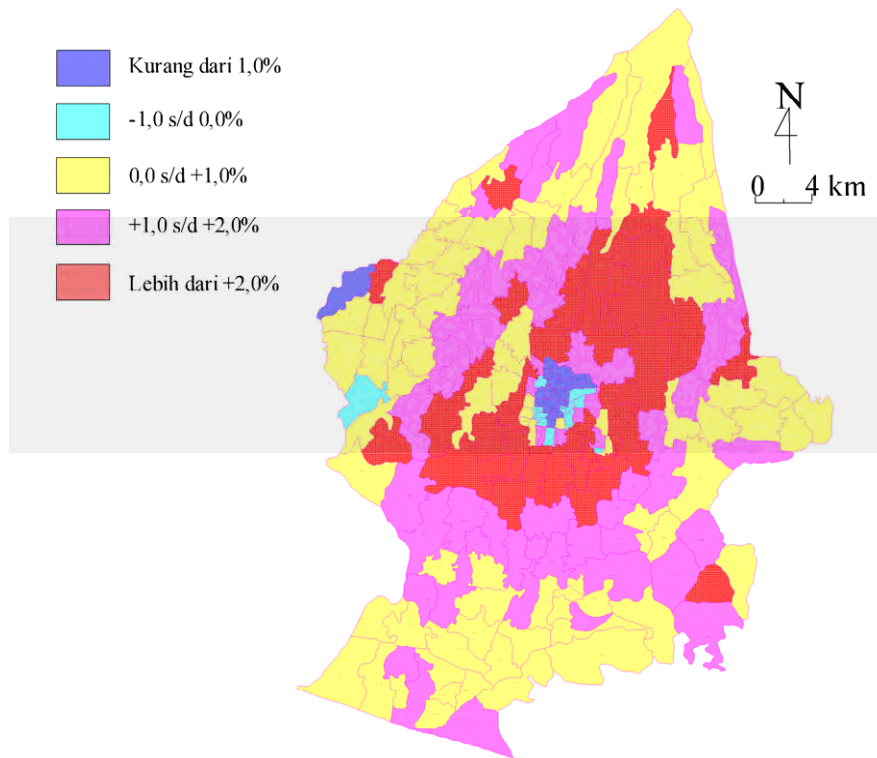 Kurang dari 1,0%
-1,0 s/d 0,0%
0,0 s/d +1,0%
+1,0 s/d +2,0%
Lebih dari +2,0%
N
0 4 km